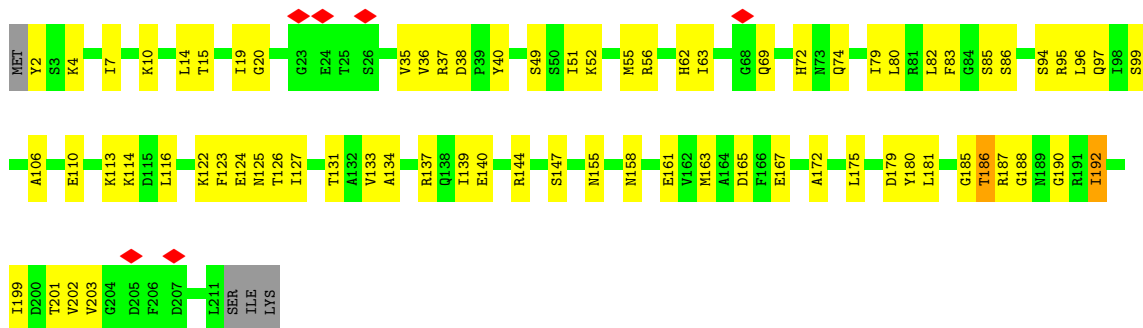 MET Y2 S3 K4 I7 K10 L14 T15 I19 G20 G23 E24 T25 S26 V35 V36 R37 D38 P39 Y40 S49 S50 I51 K52 M55 R56 H62 I63 G68 Q69 H72 N73 Q74 I79 L80 R81 L82 F83 G84 S85 S86 S94 R95 L96 Q97 I98 S99
A106 E110 K113 K114 D115 L116 K122 F123 E124 N125 T126 I127 T131 A132 V133 A134 R137 Q138 I139 E140 R144 S147 N155 N158 E161 V162 M163 A164 D165 F166 E167 A172 L175 D179 Y180 L181 G185 T186 R187 G188 N189 G190 R191 I192
I199 D200 T201 V202 V203 G204 D205 F206 D207 L211 SER ILE LYS